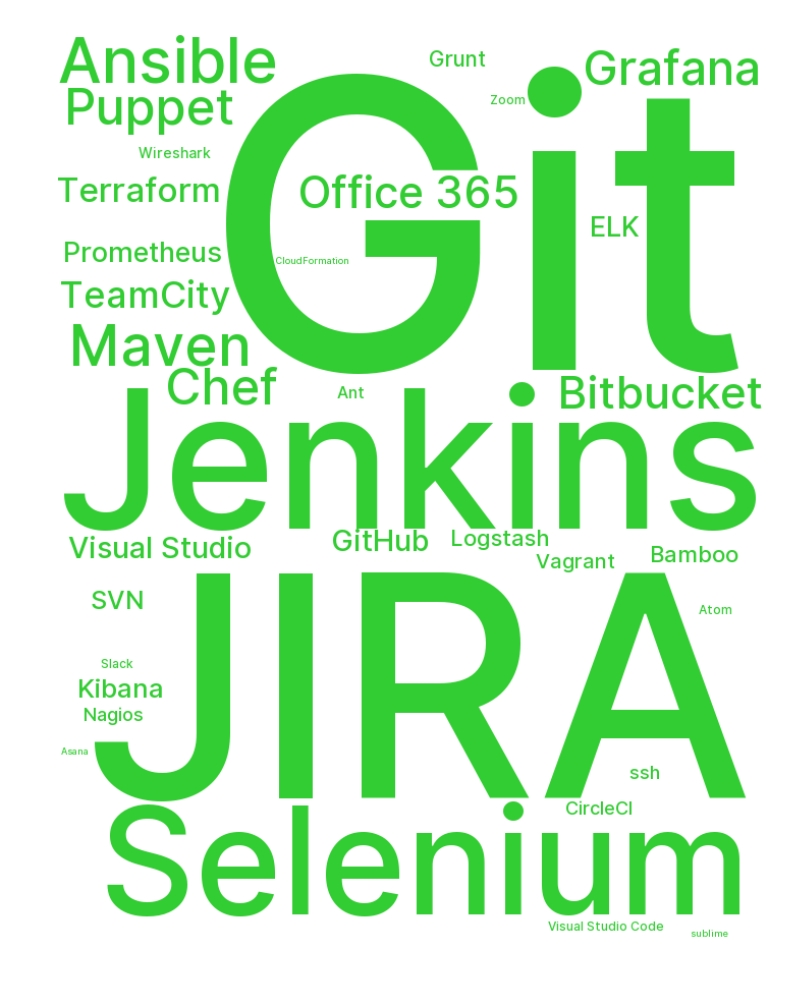 Ansible
Grunt
Grafana
Puppet
Zoom
Git
Wireshark
Terraform
Office 365
ELK
Prometheus
CloudFormation
TeamCity
Maven
Chef
Ant
Bitbucket
Jenkins
Visual Studio
GitHub
Logstash
Vagrant
Bamboo
SVN
Atom
JIRA
Slack
Kibana
Nagios
Asana
ssh
CircleCI
Selenium
Visual Studio Code
sublime